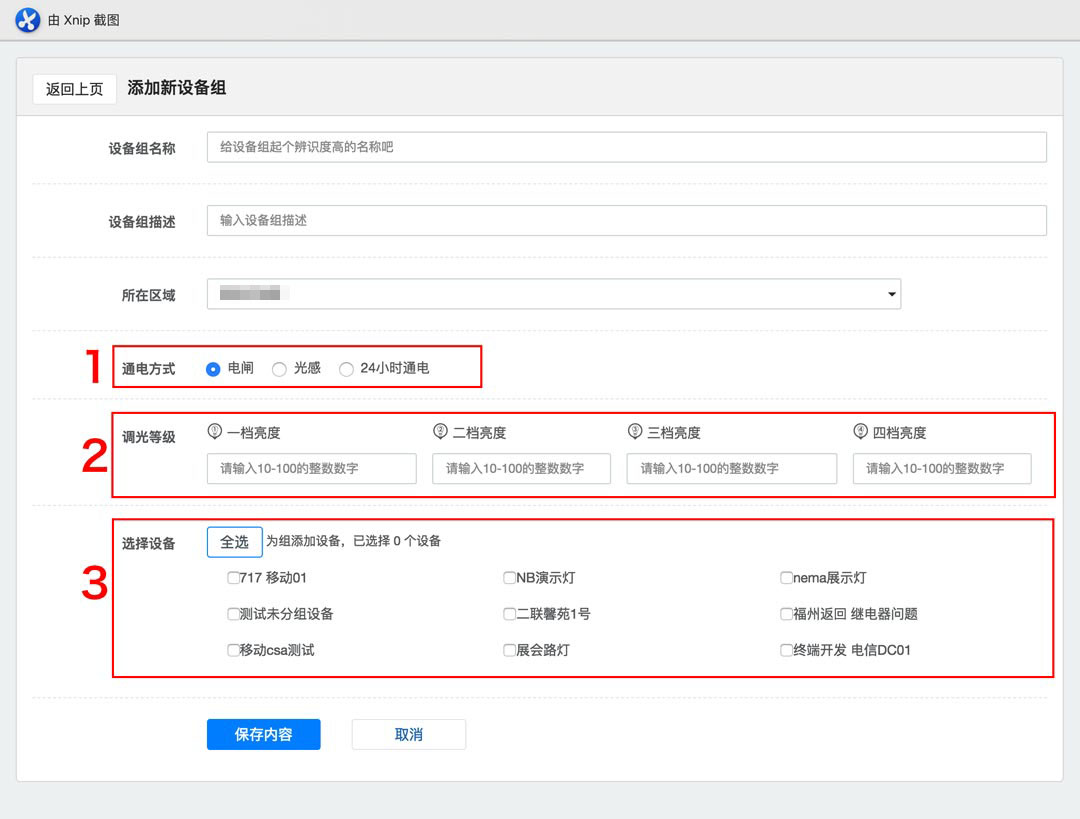 由 Xnip 截图
返回上页 添加新设备组
设备组名称 给设备组起个辨识度高的名称吧
设备组描述 输入设备组描述
所在区域
1 通电方式 电闸 光感 24小时通电
2 调光等级 ① 一档亮度 ② 二档亮度 ③ 三档亮度 ④ 四档亮度
请输入10-100的整数数字 请输入10-100的整数数字 请输入10-100的整数数字 请输入10-100的整数数字
3 选择设备 全选 为组添加设备，已选择 0 个设备
717 移动01 NB演示灯 nema展示灯
测试未分组设备 二联馨苑1号 福州返回 继电器问题
移动csa测试 展会路灯 终端开发 电信DC01
保存内容 取消